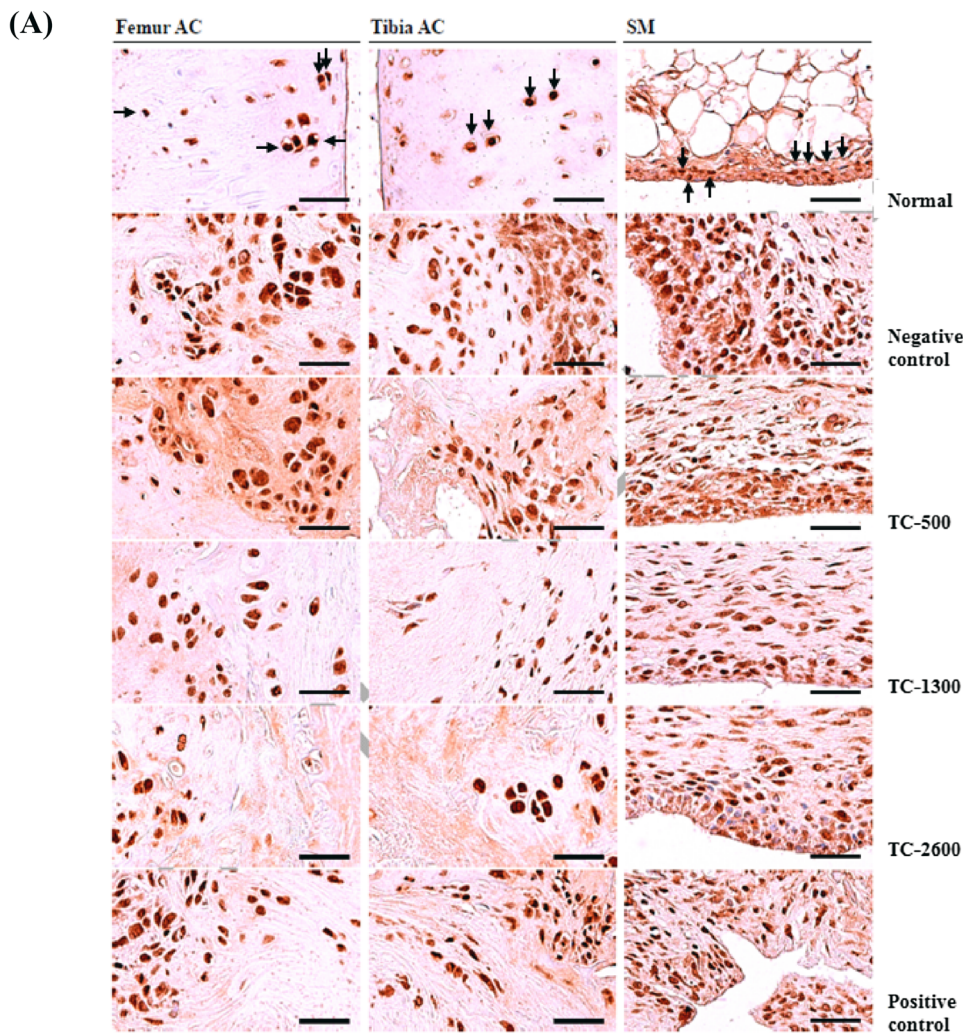 (A)
Femur AC Tibia AC SM
Normal
Negative
control
TC-500
TC-1300
TC-2600
Positive
control